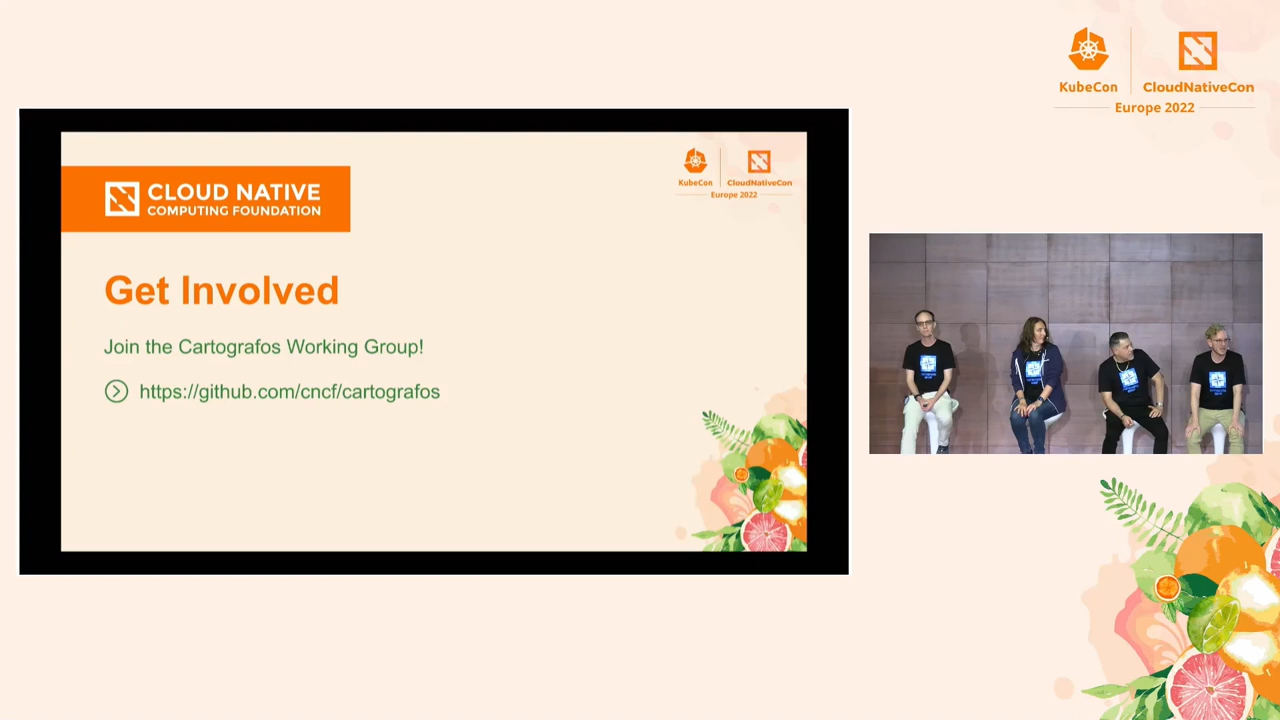 KubeCon
CloudNativeCon
Europe 2022
CLOUD NATIVE
COMPUTING FOUNDATION
KubeCon
CloudNativeCon
Europe 2022
Get Involved
Join the Cartografos Working Group!
https://github.com/cncf/cartografos